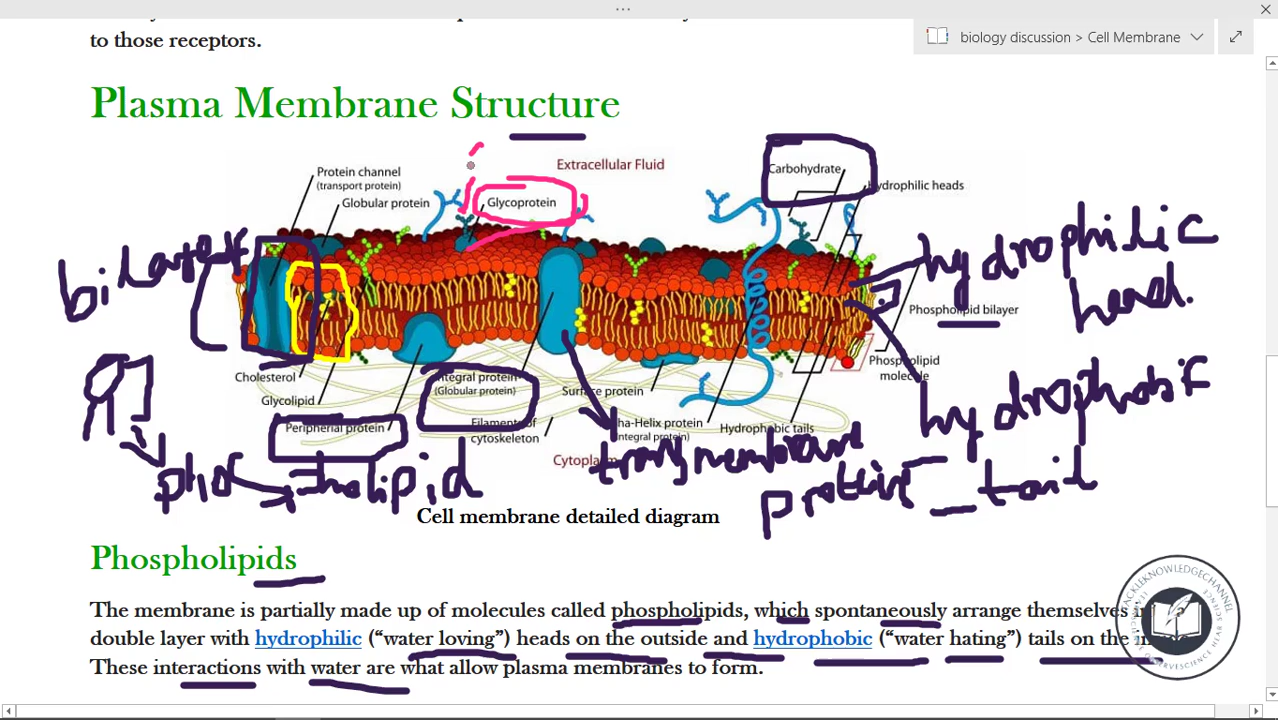 to those receptors.
biology discussion > Cell Membrane
Plasma Membrane Structure
Extracellular Fluid
Protein channel
(transport protein)
Globular protein
Glycoprotein
Carbohydrate
Hydrophilic heads
bilayer
hydrophilic
head.
Phospholipid bilayer
Phospholipid
molecule
Cholesterol
Glycolipid
Peripherial protein
Integral protein
(Globular protein)
Filaments of
cytoskeleton
Surface protein
Alpha-Helix protein
(Integral protein)
Hydrophobic tails
Cytoplasm
hydrophobic
tail
phospholipid
transmembrane
protein
Cell membrane detailed diagram
Phospholipids
The membrane is partially made up of molecules called phospholipids, which spontaneously arrange themselves
double layer with hydrophilic (“water loving”) heads on the outside and hydrophobic (“water hating”) tails on the
These interactions with water are what allow plasma membranes to form.